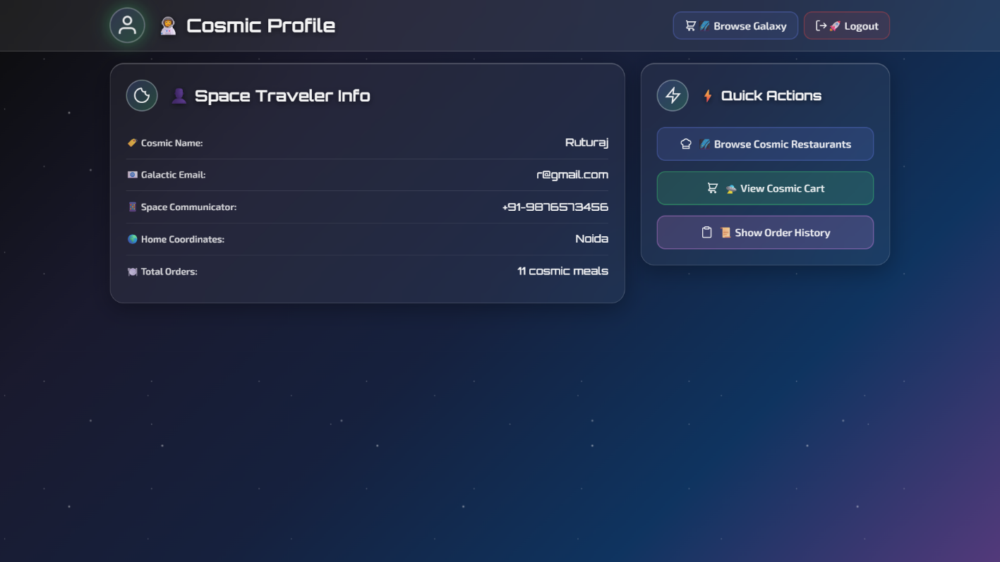 Cosmic Profile
Browse Galaxy
Logout
Space Traveler Info
Cosmic Name: Ruturaj
Galactic Email: r@gmail.com
Space Communicator: +91-9876573456
Home Coordinates: Noida
Total Orders: 11 cosmic meals
Quick Actions
Browse Cosmic Restaurants
View Cosmic Cart
Show Order History